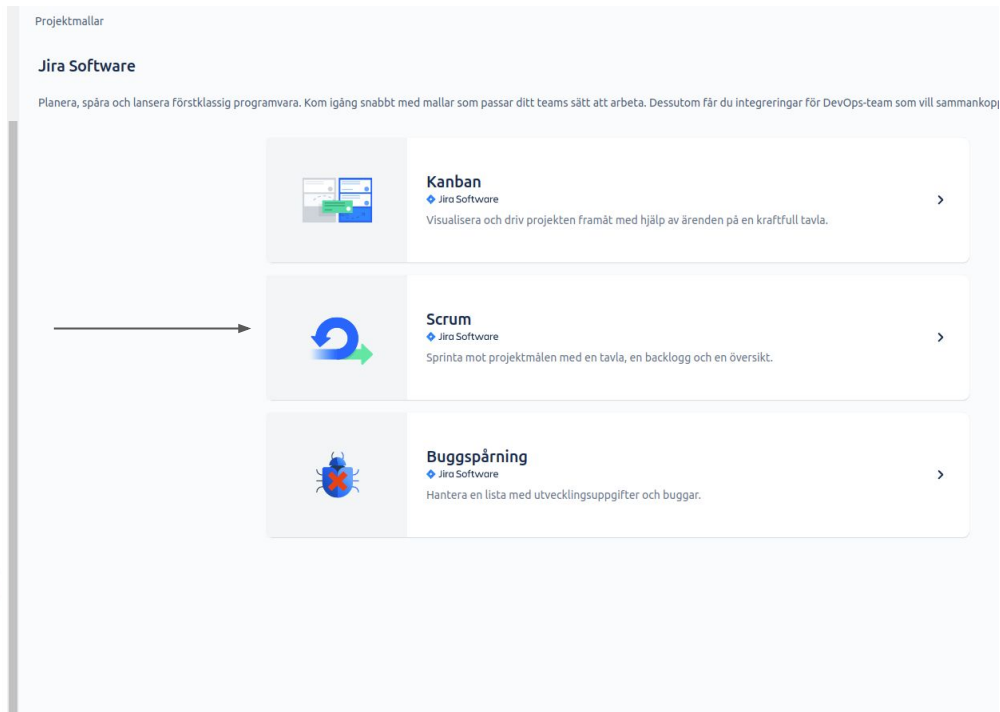 Projektmallar
Jira Software
Planera, spåra och lansera förstklassig programvara. Kom igång snabbt med mallar som passar ditt teams sätt att arbeta. Dessutom får du integreringar för DevOps-team som vill sammankopp
Kanban
Jira Software
Visualisera och driv projekten framåt med hjälp av ärenden på en kraftfull tavla.
Scrum
Jira Software
Sprinta mot projektmålen med en tavla, en backlogg och en översikt.
Buggspårning
Jira Software
Hantera en lista med utvecklingsuppgifter och buggar.